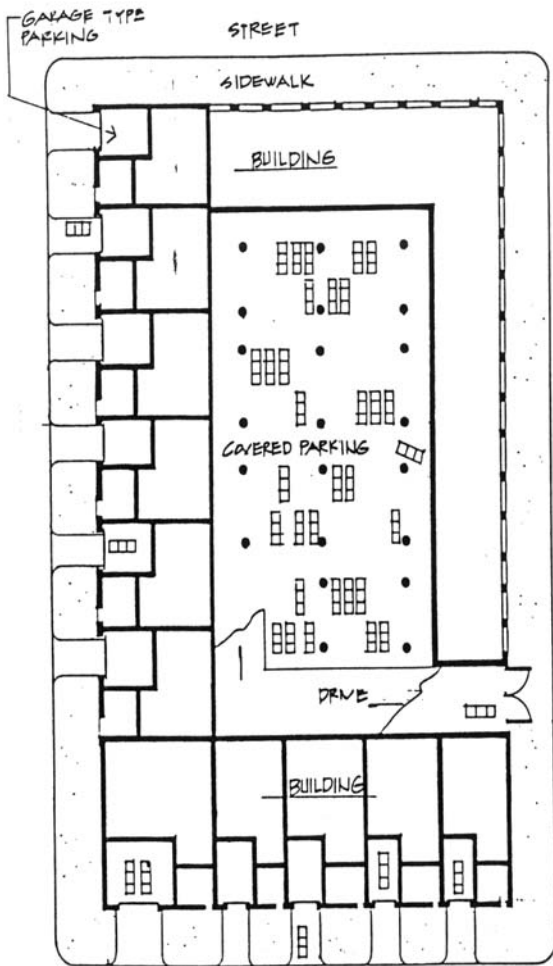 GARAGE TYPE
PARKING
STREET
SIDEWALK
BUILDING
COVERED PARKING
DRIVE
BUILDING